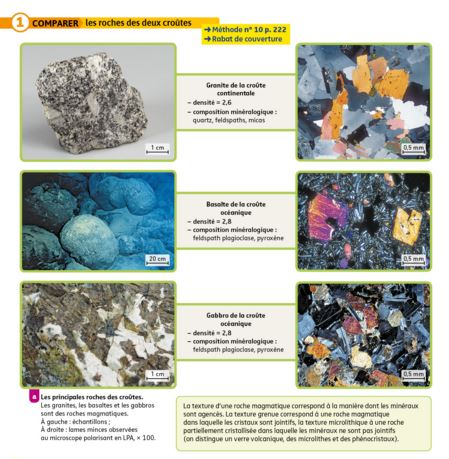 1 COMPARER les roches des deux croûtes
➔ Méthode n° 10 p. 222
➔ Rabat de couverture
Granite de la croûte
continentale
– densité = 2,6
– composition minéralogique :
quartz, feldspaths, micas
1 cm
0,5 mm
Basalte de la croûte
océanique
– densité = 2,8
– composition minéralogique :
feldspath plagioclase, pyroxène
20 cm
0,5 mm
Gabbro de la croûte
océanique
– densité = 2,8
– composition minéralogique :
feldspath plagioclase, pyroxène
1 cm
0,5 mm
a Les principales roches des croûtes.
Les granites, les basaltes et les gabbros
sont des roches magmatiques.
À gauche : échantillons ;
À droite : lames minces observées
au microscope polarisant en LPA, × 100.
La texture d'une roche magmatique correspond à la manière dont les minéraux
sont agencés. La texture grenue correspond à une roche magmatique
dans laquelle les cristaux sont jointifs, la texture microlithique à une roche
partiellement cristallisée dans laquelle les minéraux ne sont pas jointifs
(on distingue un verre volcanique, des microlites et des phénocristaux).